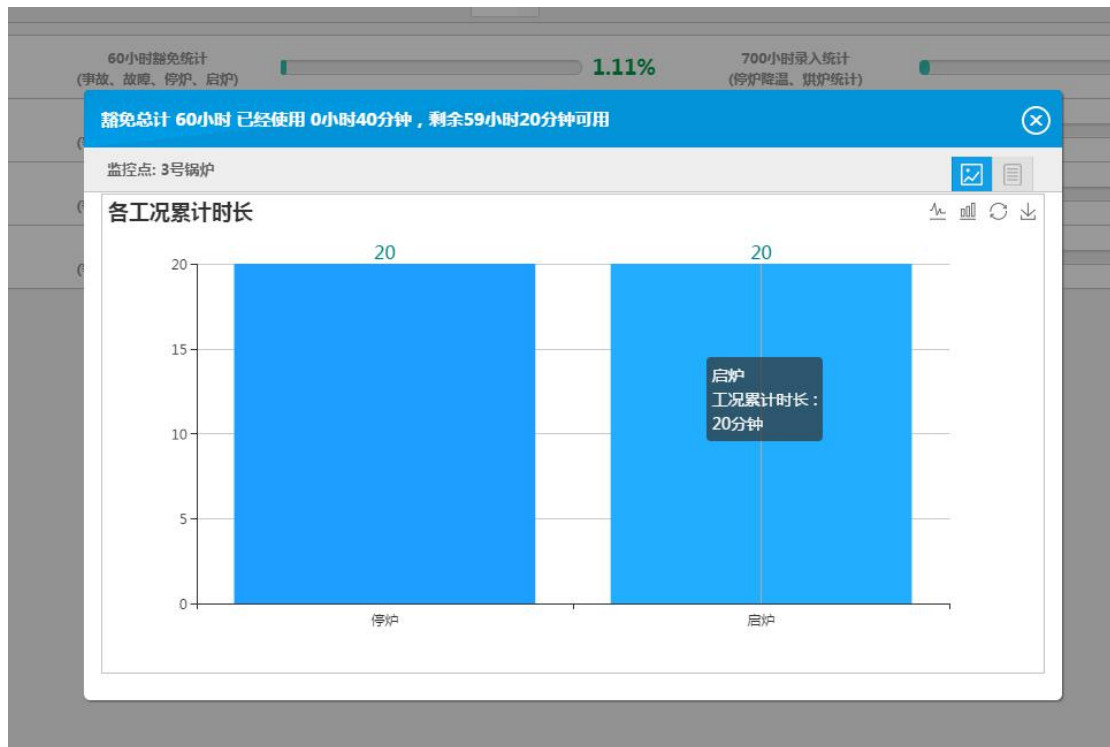 60小时豁免统计
(事故、故障、停炉、启炉)
1.11%
700小时录入统计
(停炉降温、烘炉统计)
豁免总计 60小时 已经使用 0小时40分钟，剩余59小时20分钟可用
监控点: 3号锅炉
各工况累计时长
20
20
20
15
10
5
0
启炉
工况累计时长：
20分钟
停炉
启炉